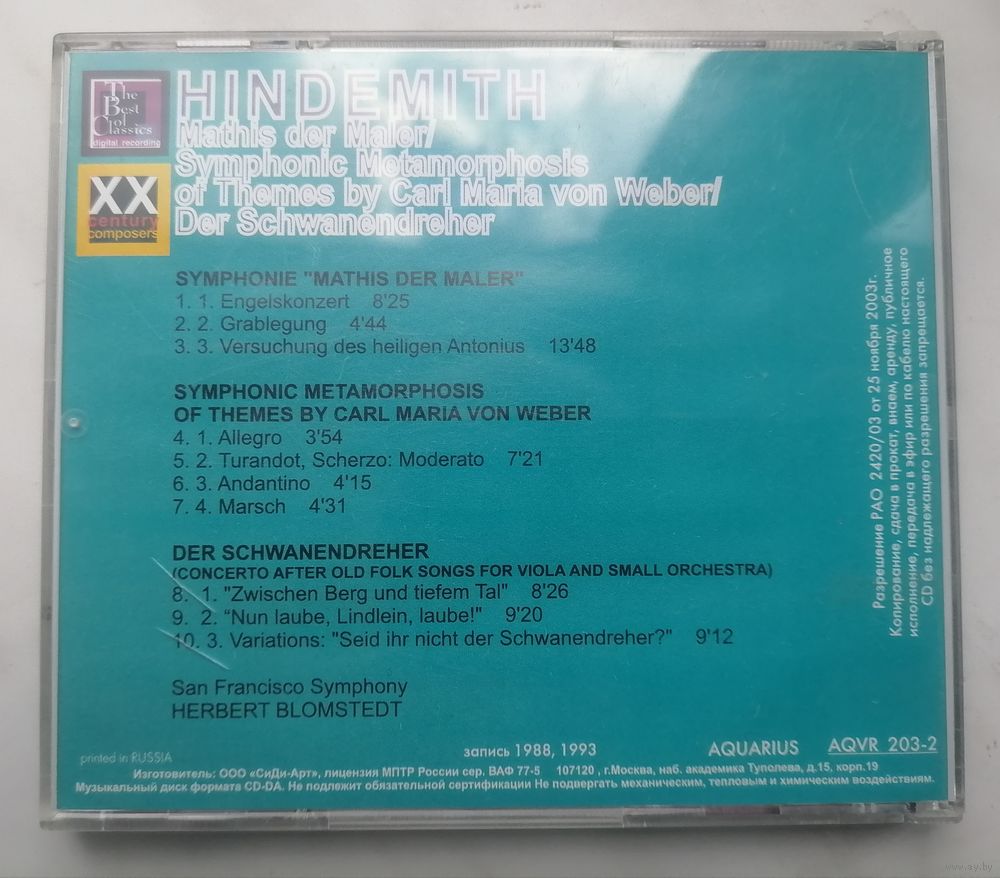 The
Best
of
Classics
digital recording
HINDEMITH
Mathis der Maler/
Symphonic Metamorphosis
of Themes by Carl Maria von Weber/
Der Schwanendreher
XX
century
composers
SYMPHONIE "MATHIS DER MALER"
1. 1. Engelskonzert 8'25
2. 2. Grablegung 4'44
3. 3. Versuchung des heiligen Antonius 13'48
SYMPHONIC METAMORPHOSIS
OF THEMES BY CARL MARIA VON WEBER
4. 1. Allegro 3'54
5. 2. Turandot, Scherzo: Moderato 7'21
6. 3. Andantino 4'15
7. 4. Marsch 4'31
DER SCHWANENDREHER
(CONCERTO AFTER OLD FOLK SONGS FOR VIOLA AND SMALL ORCHESTRA)
8. 1. "Zwischen Berg und tiefem Tal" 8'26
9. 2. “Nun laube, Lindlein, laube!" 9'20
10. 3. Variations: "Seid ihr nicht der Schwanendreher?" 9'12
San Francisco Symphony
HERBERT BLOMSTEDT
Разрешение РАО 2420/03 от 25 ноября 2003г.
Копирование, сдача в прокат, внаем, аренду, публичное
исполнение, передача в эфир или по кабелю настоящего
CD без надлежащего разрешения запрещается.
printed in RUSSIA
запись 1988, 1993
AQUARIUS AQVR 203-2
Изготовитель: ООО «СиДи-Арт», лицензия МПТР России сер. ВАФ 77-5 107120 , г.Москва, наб. академика Туполева, д.15, корп.19
Музыкальный диск формата CD-DA. Не подлежит обязательной сертификации Не подвергать механическим, тепловым и химическим воздействиям.
www.ay.by